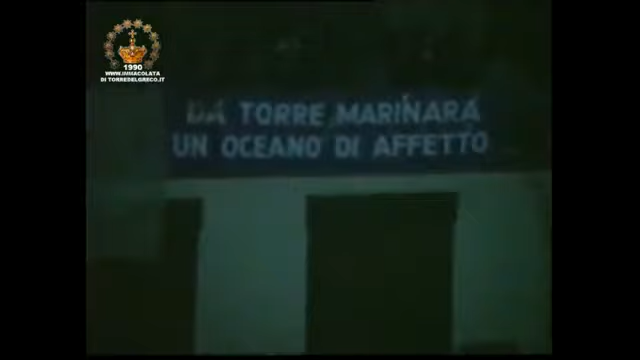 1990
WWW.IMMACOLATA
DI TORREDELGRECO.IT
DA TORRE MARINARA
UN OCEANO DI AFFETTO